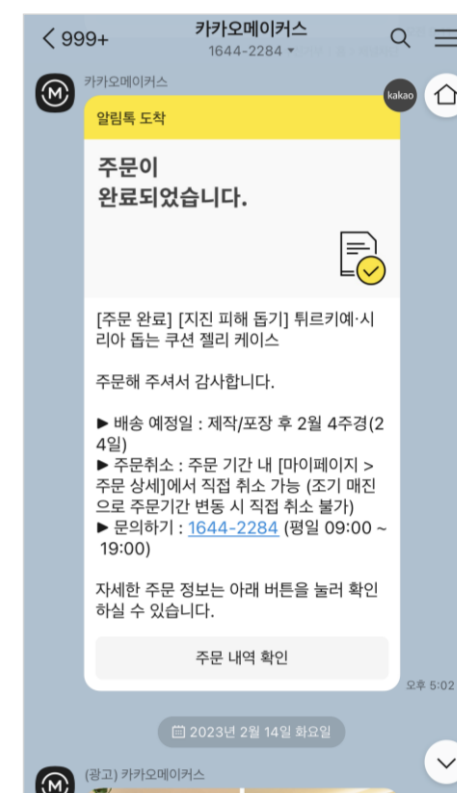 999+
카카오메이커스
1644-2284
카카오메이커스
kakao
알림톡 도착
주문이
완료되었습니다.
[주문 완료] [지진 피해 돕기] 튀르키예·시
리아 돕는 쿠션 젤리 케이스
주문해 주셔서 감사합니다.
▶ 배송 예정일 : 제작/포장 후 2월 4주경(2
4일)
▶ 주문취소 : 주문 기간 내 [마이페이지 >
주문 상세]에서 직접 취소 가능 (조기 매진
으로 주문기간 변동 시 직접 취소 불가)
▶ 문의하기 : 1644-2284 (평일 09:00 ~
19:00)
자세한 주문 정보는 아래 버튼을 눌러 확인
하실 수 있습니다.
주문 내역 확인
오후 5:02
2023년 2월 14일 화요일
(광고) 카카오메이커스